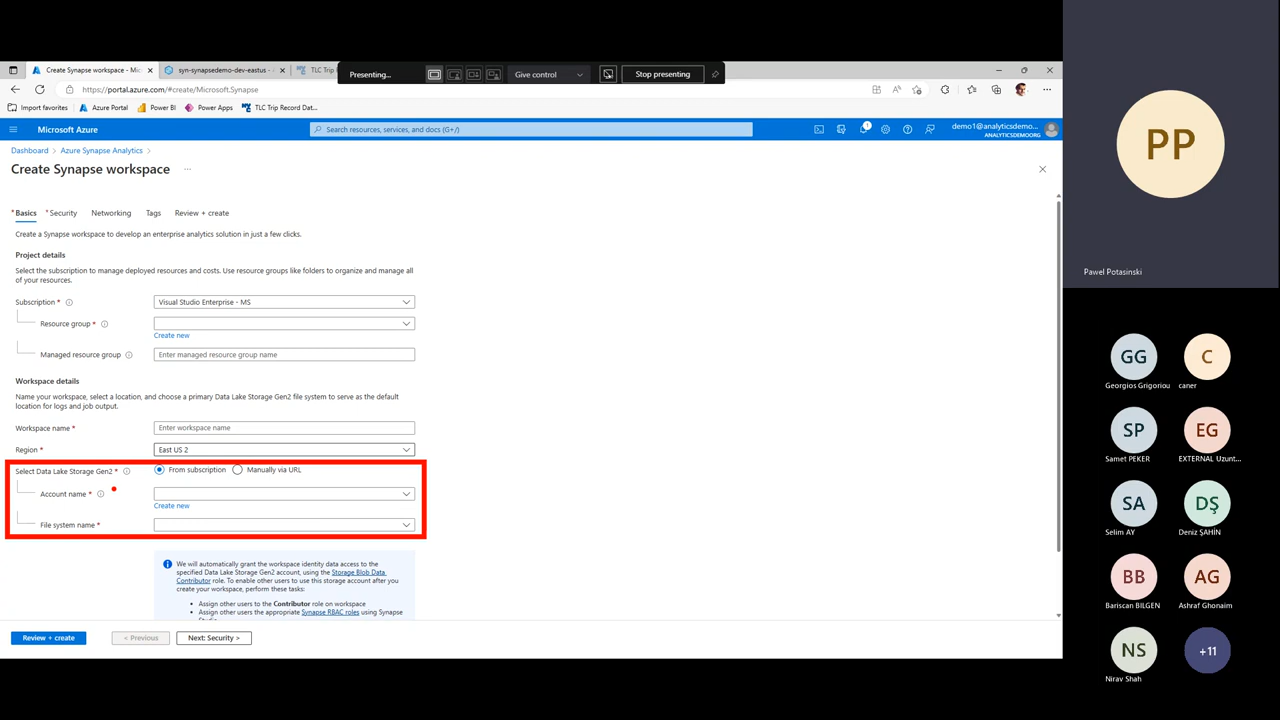 Create Synapse workspace - Mic
syn-synapsedemo-dev-eastus -
TLC Trip
Presenting...
Give control
Stop presenting
https://portal.azure.com/#create/Microsoft.Synapse
Import favorites
Azure Portal
Power BI
Power Apps
TLC Trip Record Dat...
Microsoft Azure
Search resources, services, and docs (G+/)
1
demo1@analyticsdemo...
ANALYTICSDEMOORG
Dashboard > Azure Synapse Analytics >
Create Synapse workspace ...
* Basics * Security Networking Tags Review + create
Create a Synapse workspace to develop an enterprise analytics solution in just a few clicks.
Project details
Select the subscription to manage deployed resources and costs. Use resource groups like folders to organize and manage all
of your resources.
Subscription *
Visual Studio Enterprise - MS
Resource group *
Create new
Managed resource group
Enter managed resource group name
Workspace details
Name your workspace, select a location, and choose a primary Data Lake Storage Gen2 file system to serve as the default
location for logs and job output.
Workspace name *
Enter workspace name
Region *
East US 2
Select Data Lake Storage Gen2 *
From subscription
Manually via URL
Account name *
Create new
File system name *
We will automatically grant the workspace identity data access to the
specified Data Lake Storage Gen2 account, using the Storage Blob Data
Contributor role. To enable other users to use this storage account after you
create your workspace, perform these tasks:
• Assign other users to the Contributor role on workspace
• Assign other users the appropriate Synapse RBAC roles using Synapse
Studio
Review + create
< Previous
Next: Security >
PP
Pawel Potasinski
GG
Georgios Grigoriou
C
caner
SP
Samet PEKER
EG
EXTERNAL Uzunt...
SA
Selim AY
DŞ
Deniz ŞAHİN
BB
Bariscan BILGEN
AG
Ashraf Ghonaim
NS
Nirav Shah
+11